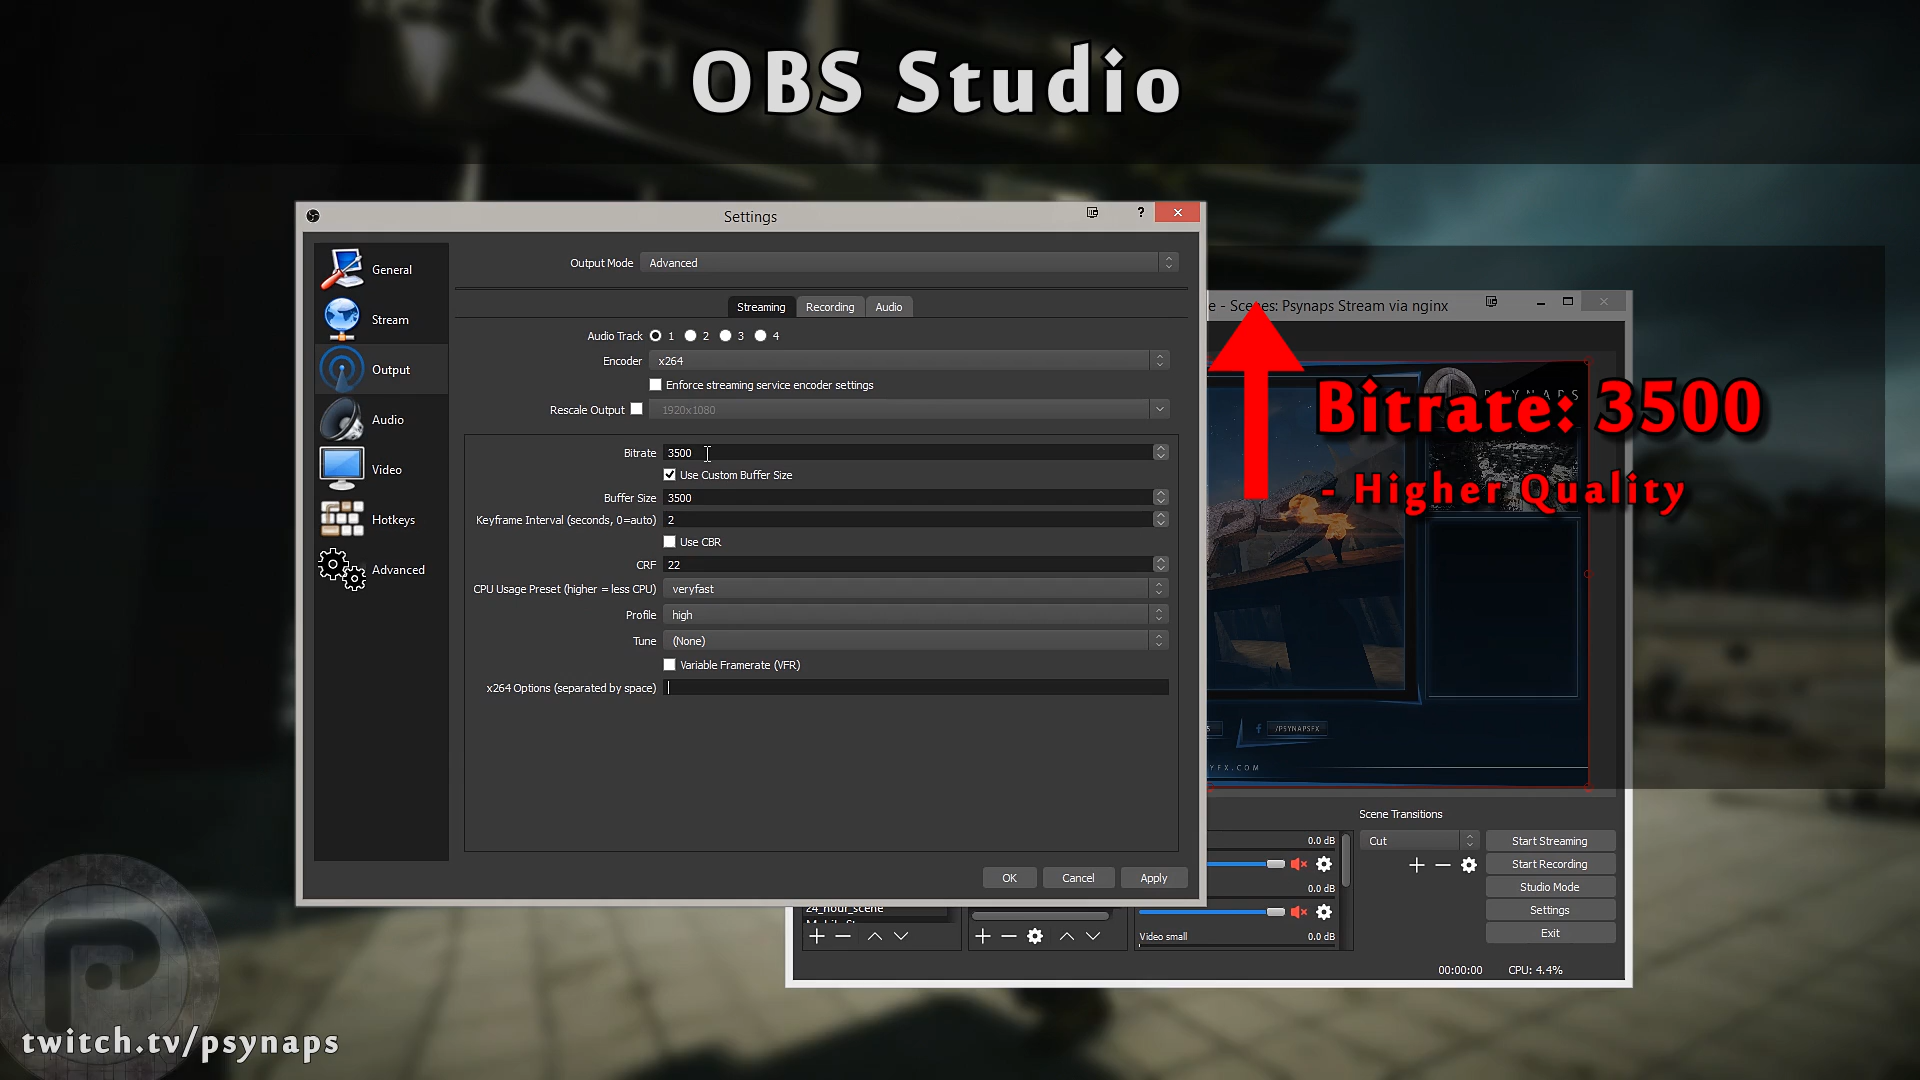 Gold
OBS Studio
Settings
?
General
Stream
Output
Audio
Video
Hotkeys
Advanced
Output Mode Advanced
Streaming Recording Audio
Audio Track 1 2 3 4
Encoder x264
Enforce streaming service encoder settings
Rescale Output 1920x1080
Bitrate 3500
Use Custom Buffer Size
Buffer Size 3500
Keyframe Interval (seconds, 0=auto) 2
Use CBR
CRF 22
CPU Usage Preset (higher = less CPU) veryfast
Profile high
Tune (None)
Variable Framerate (VFR)
x264 Options (separated by space)
OK Cancel Apply
e - Scenes: Psynaps Stream via nginx
PSYNAPS
Bitrate: 3500
- Higher Quality
/PSYNAPSFX
YFX.COM
Scene Transitions
0.0 dB
Cut
Start Streaming
Start Recording
0.0 dB
Studio Mode
24_hour_scene
Settings
Video small 0.0 dB
Exit
00:00:00 CPU: 4.4%
twitch.tv/psynaps